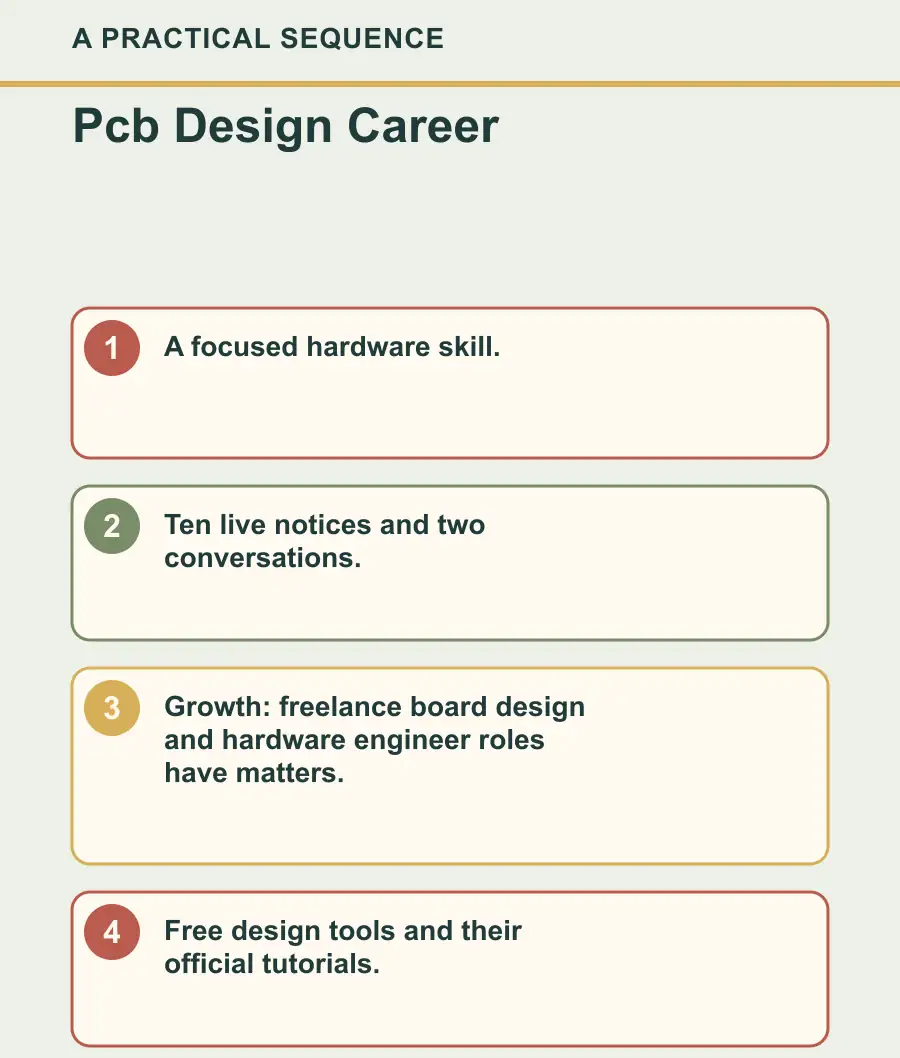 A PRACTICAL SEQUENCE
Pcb Design Career
1
A focused hardware skill.
2
Ten live notices and two
conversations.
3
Growth: freelance board design
and hardware engineer roles
have matters.
4
Free design tools and their
official tutorials.